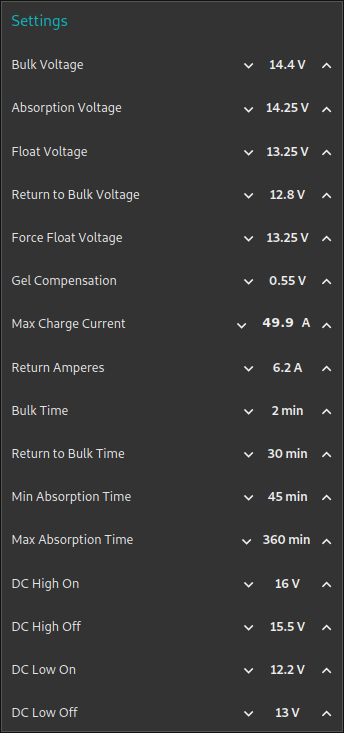 Settings
Bulk Voltage 14.4 V
Absorption Voltage 14.25 V
Float Voltage 13.25 V
Return to Bulk Voltage 12.8 V
Force Float Voltage 13.25 V
Gel Compensation 0.55 V
Max Charge Current 49.9 A
Return Amperes 6.2 A
Bulk Time 2 min
Return to Bulk Time 30 min
Min Absorption Time 45 min
Max Absorption Time 360 min
DC High On 16 V
DC High Off 15.5 V
DC Low On 12.2 V
DC Low Off 13 V